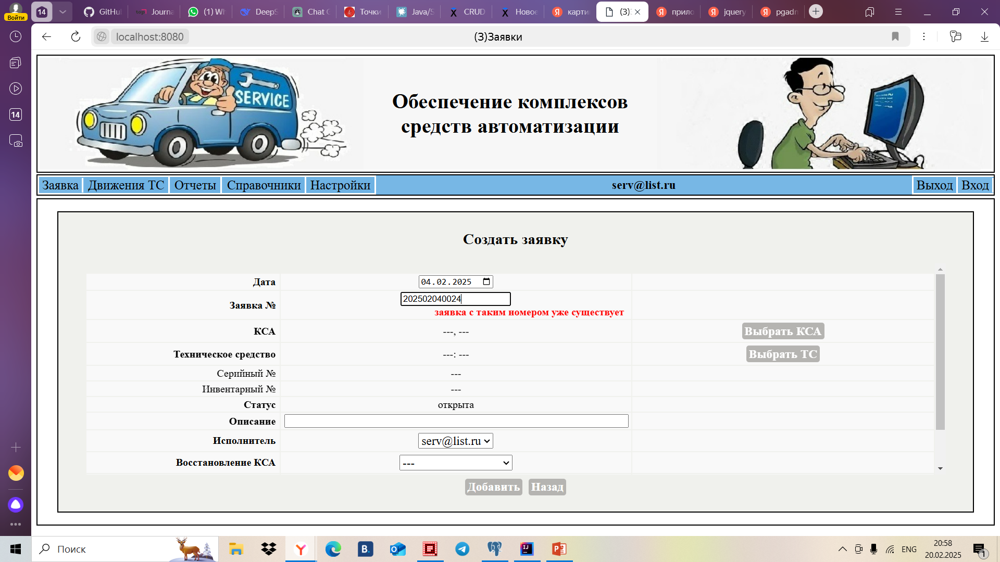 Войти
14
GitHu
Journa
(1) Wh
DeepS
Chat G
Точки
Java/S
CRUD
Новое
карти
(3)
прило
jquery
pgadn
localhost:8080
(3)Заявки
14
SERVICE
Обеспечение комплексов
средств автоматизации
Заявка
Движения ТС
Отчеты
Справочники
Настройки
serv@list.ru
Выход
Вход
Создать заявку
Дата
04.02.2025
Заявка №
202502040024
заявка с таким номером уже существует
КСА
---, ---
Выбрать КСА
Техническое средство
---: ---
Выбрать ТС
Серийный №
---
Инвентарный №
---
Статус
открыта
Описание
Исполнитель
serv@list.ru
Восстановление КСА
---
Добавить
Назад
Поиск
ENG
20:58
20.02.2025
1